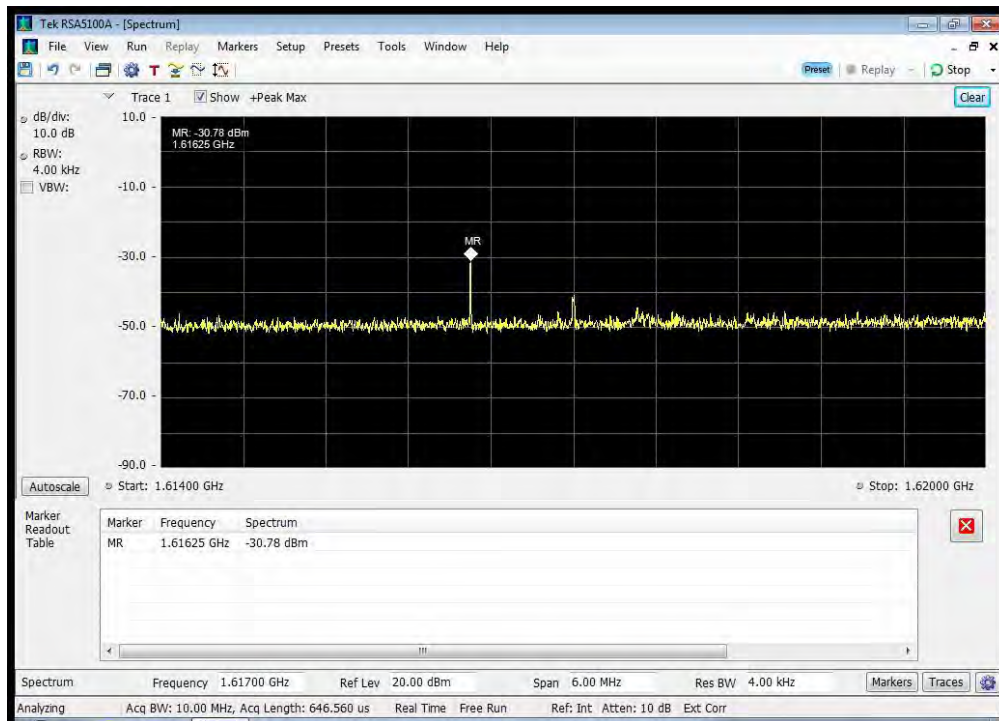 Tek RSA5100A - [Spectrum]
File View Run Replay Markers Setup Presets Tools Window Help
T Preset Replay Stop
Trace 1 Show +Peak Max Clear
dB/div:
10.0 dB
RBW:
4.00 kHz
VBW:
10.0
-10.0
-30.0
-50.0
-70.0
-90.0
MR: -30.78 dBm
1.61625 GHz
MR
Autoscale Start: 1.61400 GHz Stop: 1.62000 GHz
Marker
Readout
Table
Marker Frequency Spectrum
MR 1.61625 GHz -30.78 dBm
Spectrum Frequency 1.61700 GHz Ref Lev 20.00 dBm Span 6.00 MHz Res BW 4.00 kHz Markers Traces
Analyzing Acq BW: 10.00 MHz, Acq Length: 646.560 us Real Time Free Run Ref: Int Atten: 10 dB Ext Corr